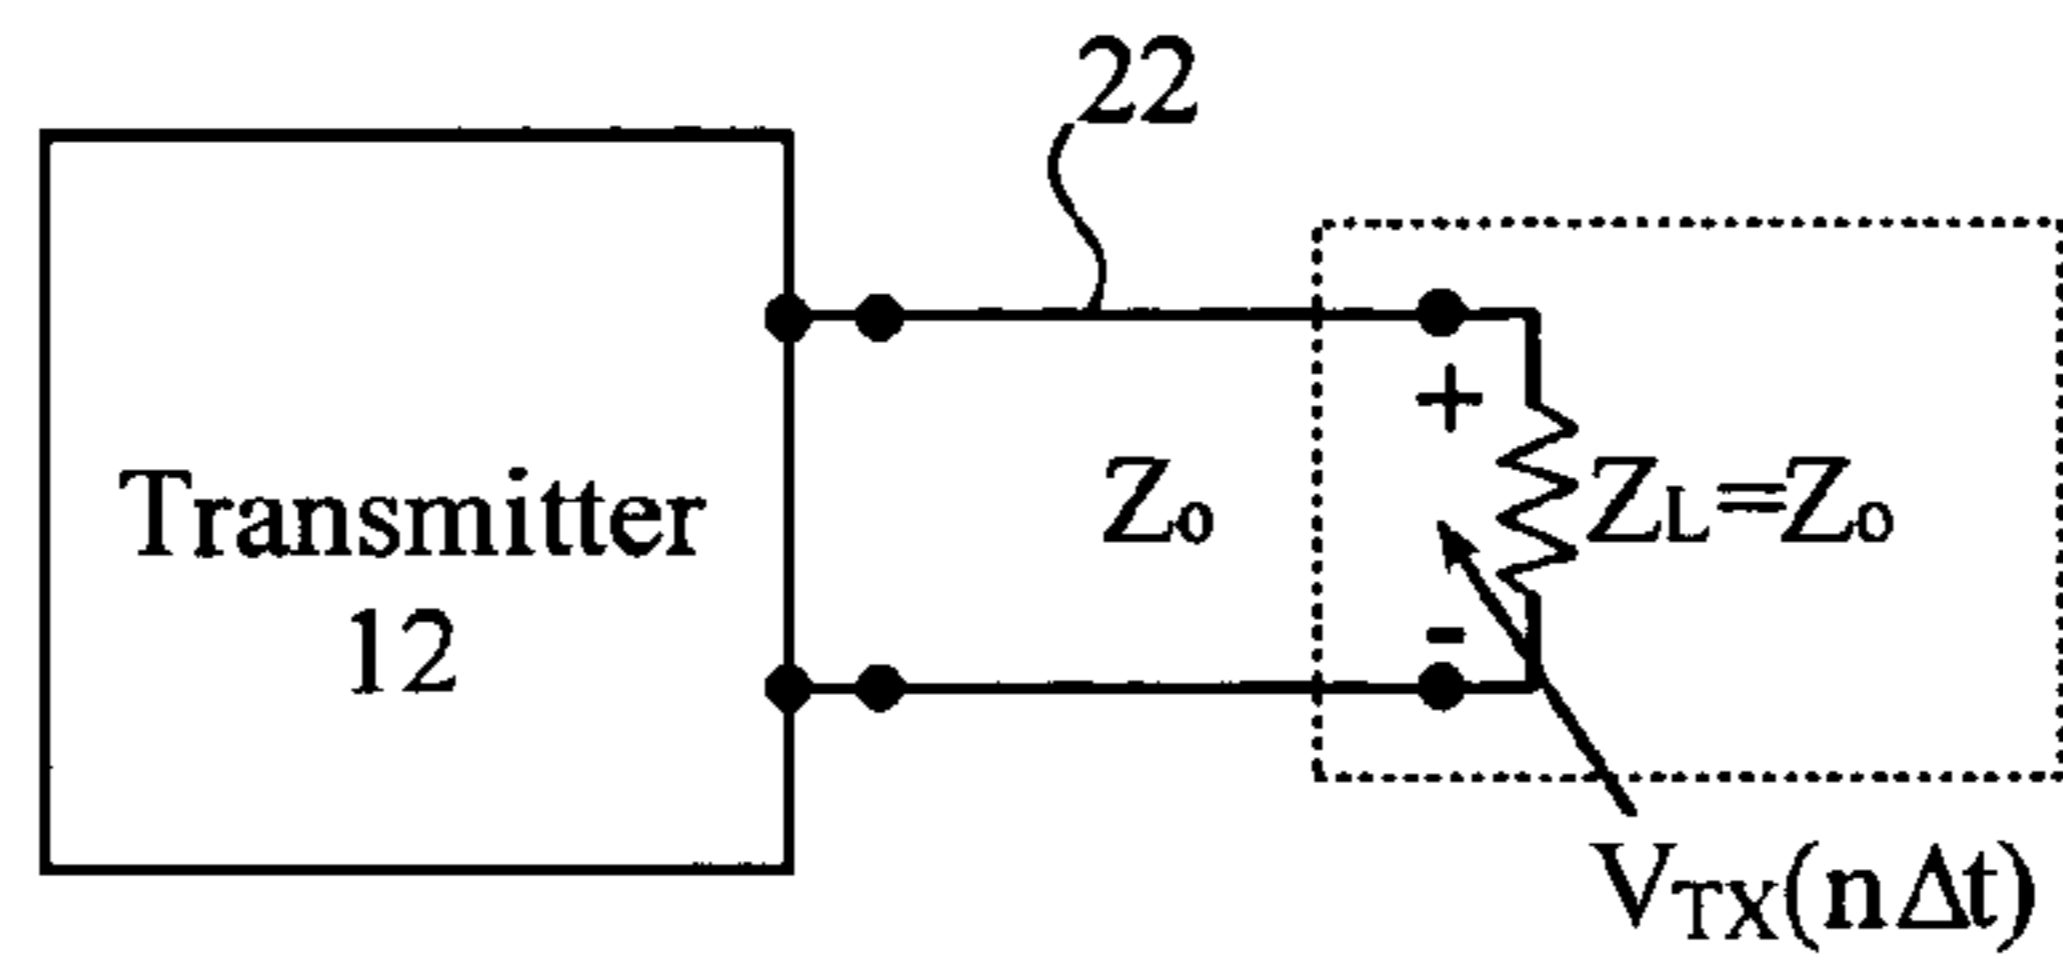 22
Transmitter
12
Zo
+
ZL=Zo
-
VTX(nΔt)